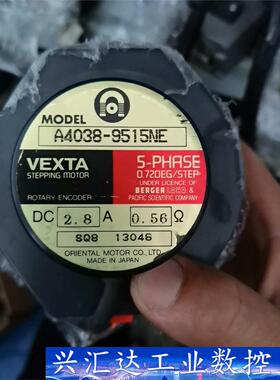 MODEL
A4038-9515NE
VEXTA
STEPPING MOTOR
5-PHASE
0.72DEG/STEP
UNDER LICENCE OF
BERGER LAHR &
PACIFIC SCIENTIFIC COMPANY
ROTARY ENCODER
DC 2.8 A 0.56 Ω
SQ8 13046
ORIENTAL MOTOR CO., LTD.
MADE IN JAPAN
兴汇达工业数控